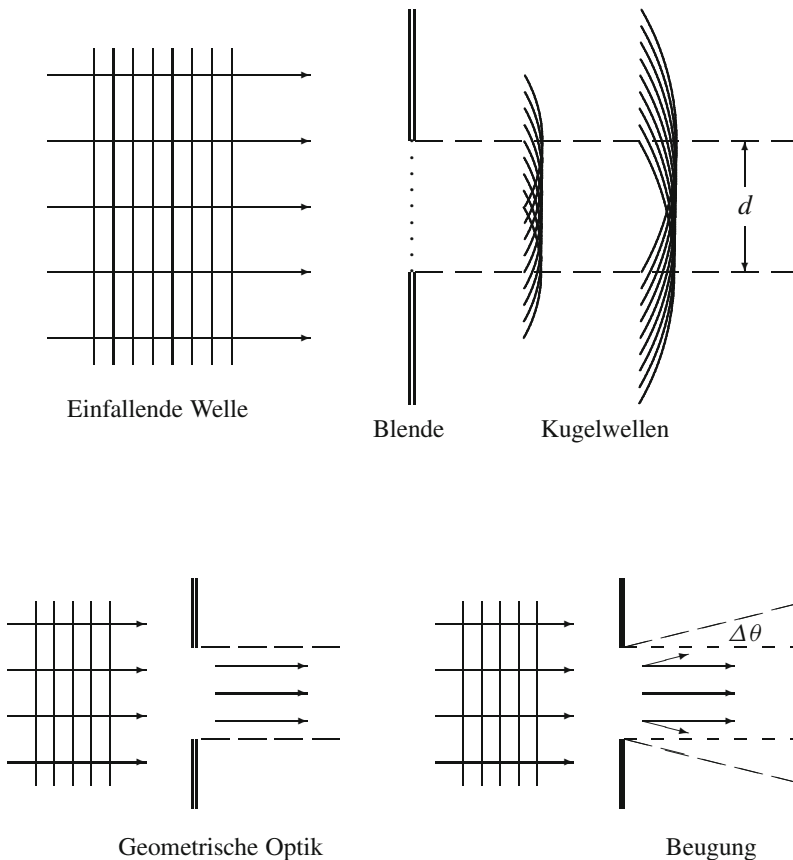 d
Einfallende Welle
Blende
Kugelwellen
Δθ
Geometrische Optik
Beugung